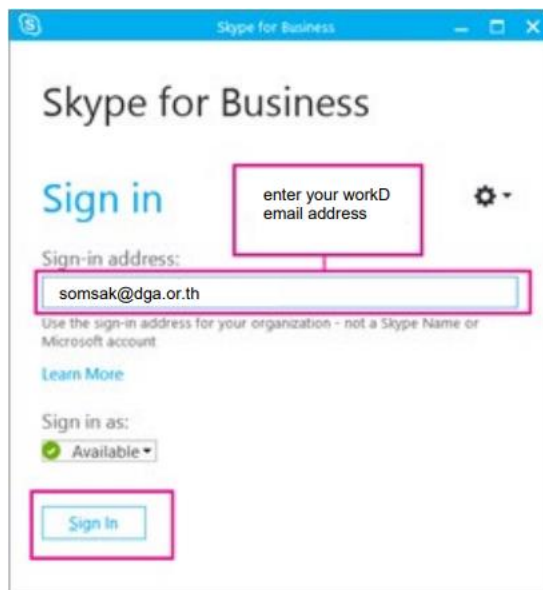 Skype for Business
Skype for Business
Sign in
enter your workD
email address
Sign-in address:
somsak@dga.or.th
Use the sign-in address for your organization - not a Skype Name or
Microsoft account
Learn More
Sign in as:
Available
Sign In